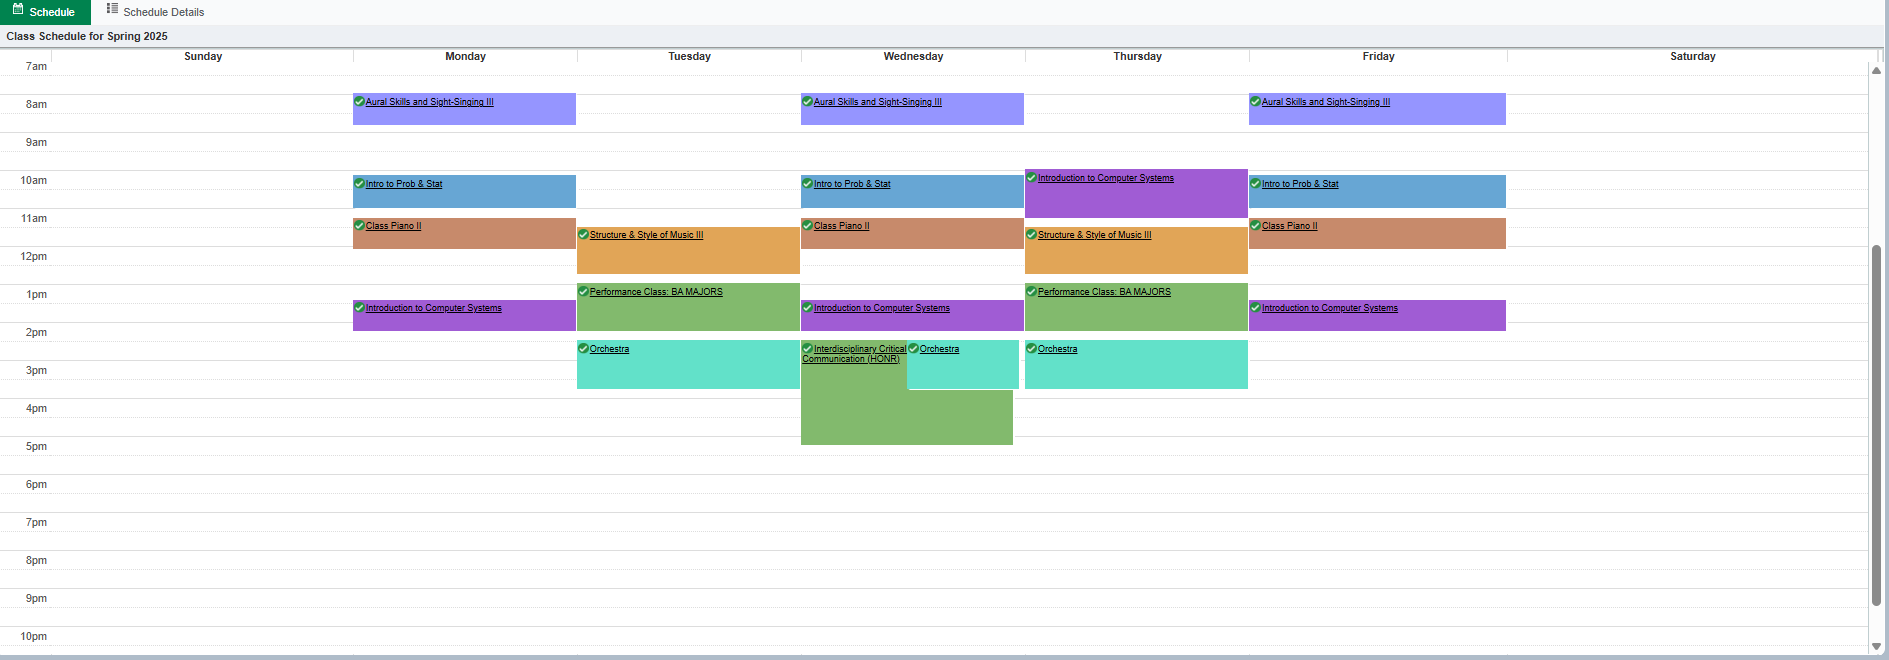 Schedule
Schedule Details
Class Schedule for Spring 2025
Sunday
Monday
Tuesday
Wednesday
Thursday
Friday
Saturday
7am
8am
Aural Skills and Sight-Singing III
Aural Skills and Sight-Singing III
Aural Skills and Sight-Singing III
9am
10am
Intro to Prob & Stat
Intro to Prob & Stat
Introduction to Computer Systems
Intro to Prob & Stat
11am
Class Piano II
Structure & Style of Music III
Class Piano II
Structure & Style of Music III
Class Piano II
12pm
1pm
Performance Class: BA MAJORS
Performance Class: BA MAJORS
Introduction to Computer Systems
Introduction to Computer Systems
Introduction to Computer Systems
2pm
Orchestra
Interdisciplinary Critical
Communication (HONR)
Orchestra
Orchestra
3pm
4pm
5pm
6pm
7pm
8pm
9pm
10pm